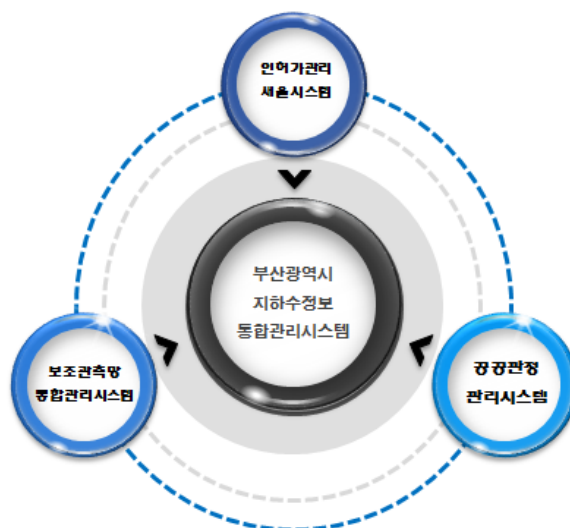 인허가관리
새올시스템
부산광역시
지하수정보
통합관리시스템
보조관측망
통합관리시스템
공공관정
관리시스템